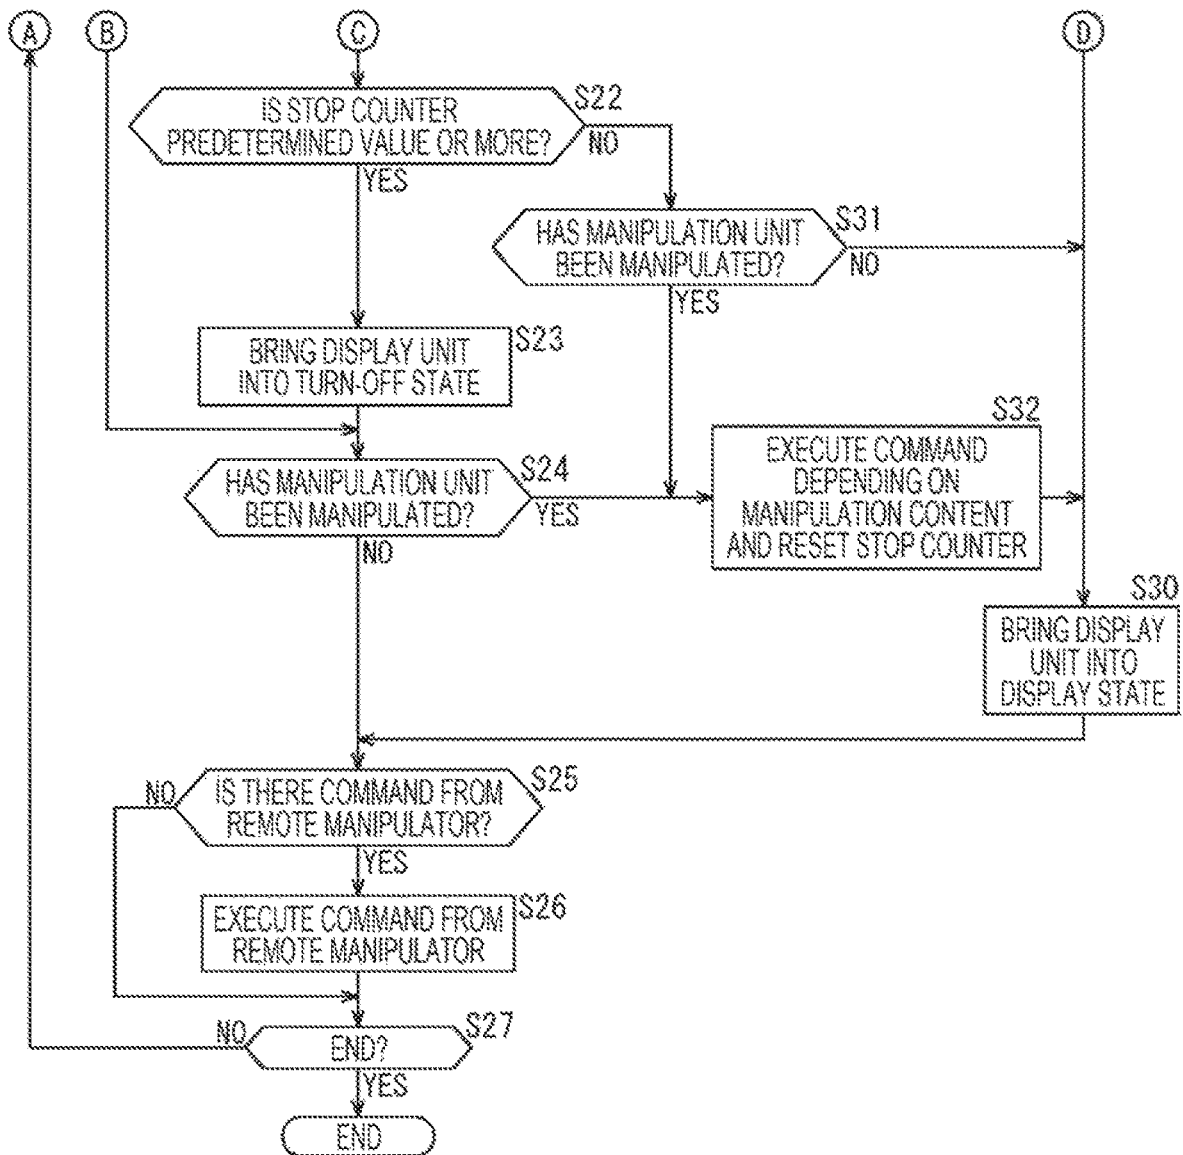 A
B
C
D
IS STOP COUNTER
PREDETERMINED VALUE OR MORE?
S22
NO
YES
HAS MANIPULATION UNIT
BEEN MANIPULATED?
S31
NO
YES
BRING DISPLAY UNIT
INTO TURN-OFF STATE
S23
HAS MANIPULATION UNIT
BEEN MANIPULATED?
S24
YES
NO
EXECUTE COMMAND
DEPENDING ON
MANIPULATION CONTENT
AND RESET STOP COUNTER
S32
S30
BRING DISPLAY
UNIT INTO
DISPLAY STATE
NO
IS THERE COMMAND FROM
REMOTE MANIPULATOR?
S25
YES
EXECUTE COMMAND FROM
REMOTE MANIPULATOR
S26
NO
END?
S27
YES
END